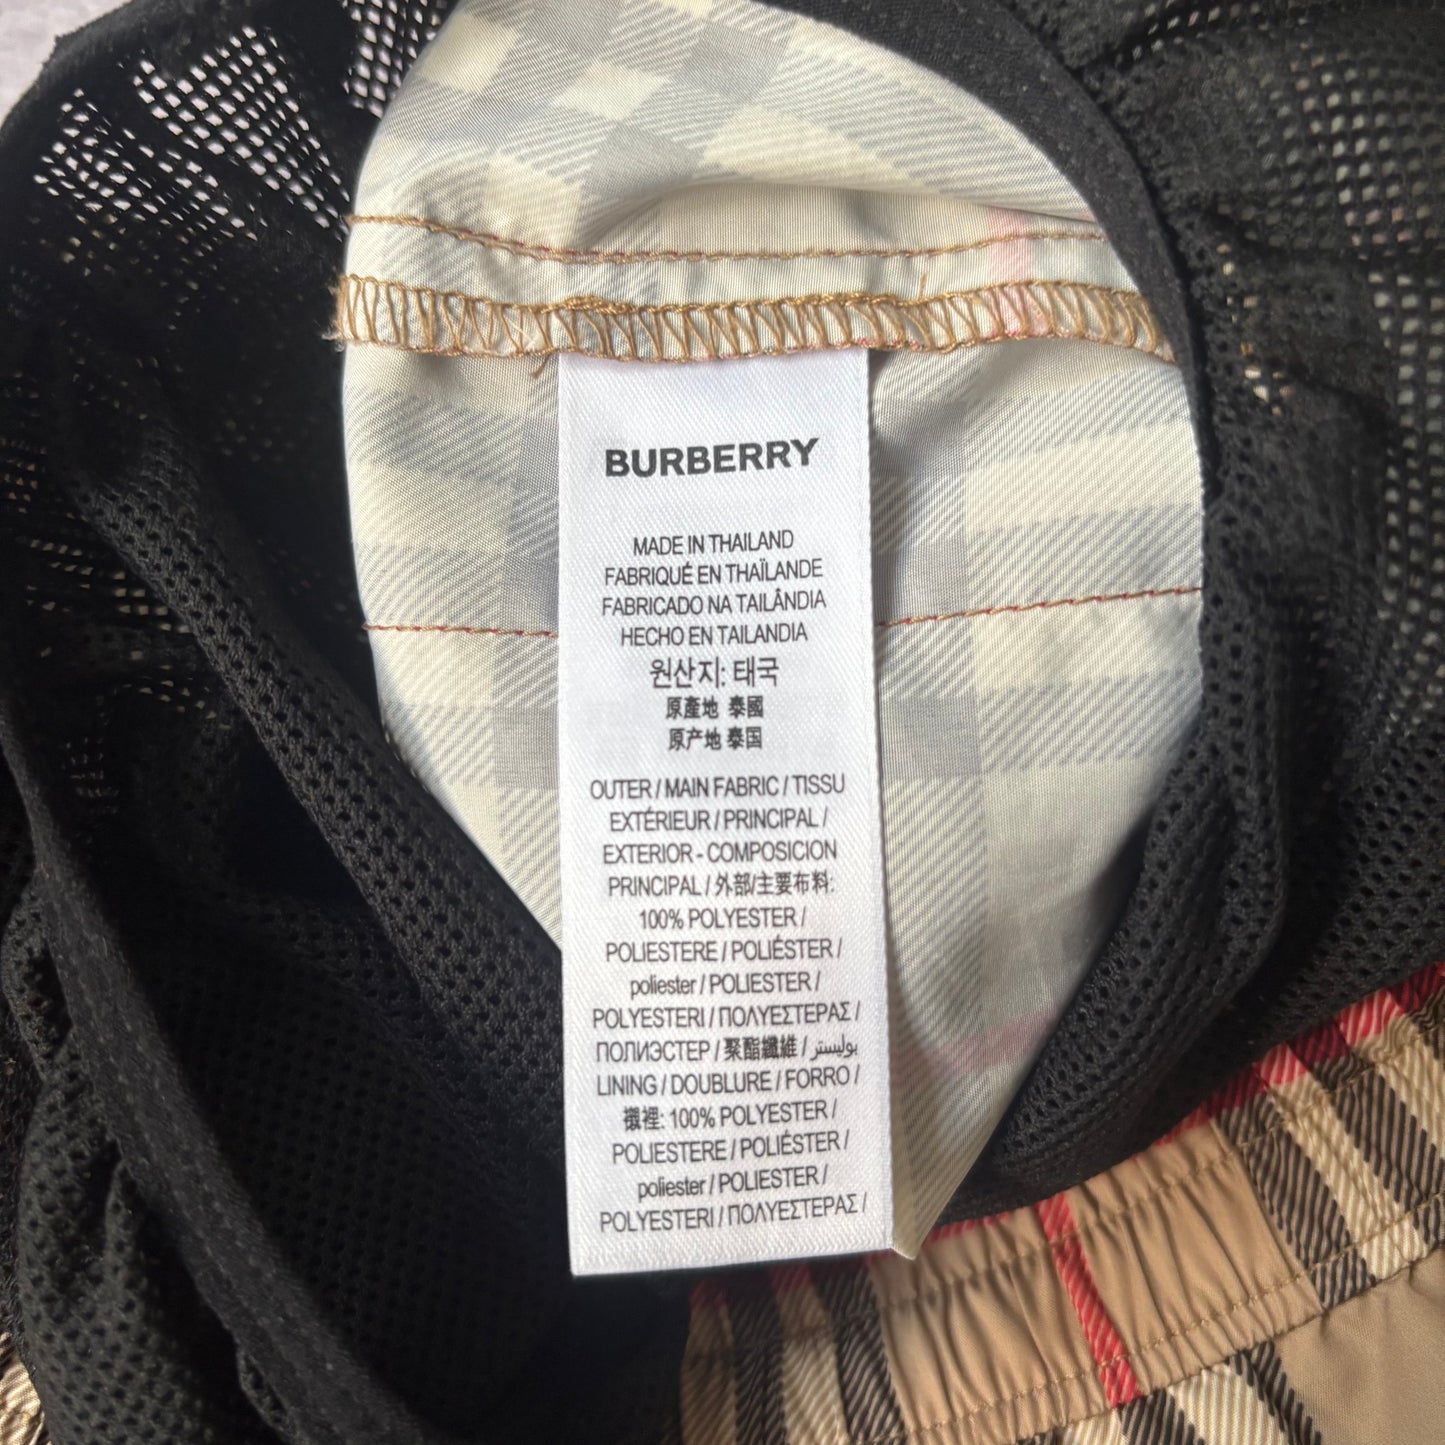 BURBERRY
MADE IN THAILAND
FABRIQUÉ EN THAÏLANDE
FABRICADO NA TAILÂNDIA
HECHO EN TAILANDIA
원산지: 태국
原產地 泰國
原产地 泰国
OUTER / MAIN FABRIC / TISSU
EXTÉRIEUR / PRINCIPAL /
EXTERIOR - COMPOSICION
PRINCIPAL / 外部/主要布料:
100% POLYESTER /
POLIESTERE / POLIÉSTER /
poliester / POLIESTER /
POLYESTERI / ΠΟΛΥΕΣΤΕΡΑΣ /
ПОЛИЭСТЕР / 聚酯纖維 / بوليستر
LINING / DOUBLURE / FORRO /
襯裡: 100% POLYESTER /
POLIESTERE / POLIÉSTER /
poliester / POLIESTER /
POLYESTERI / ΠΟΛΥΕΣΤΕΡΑΣ /